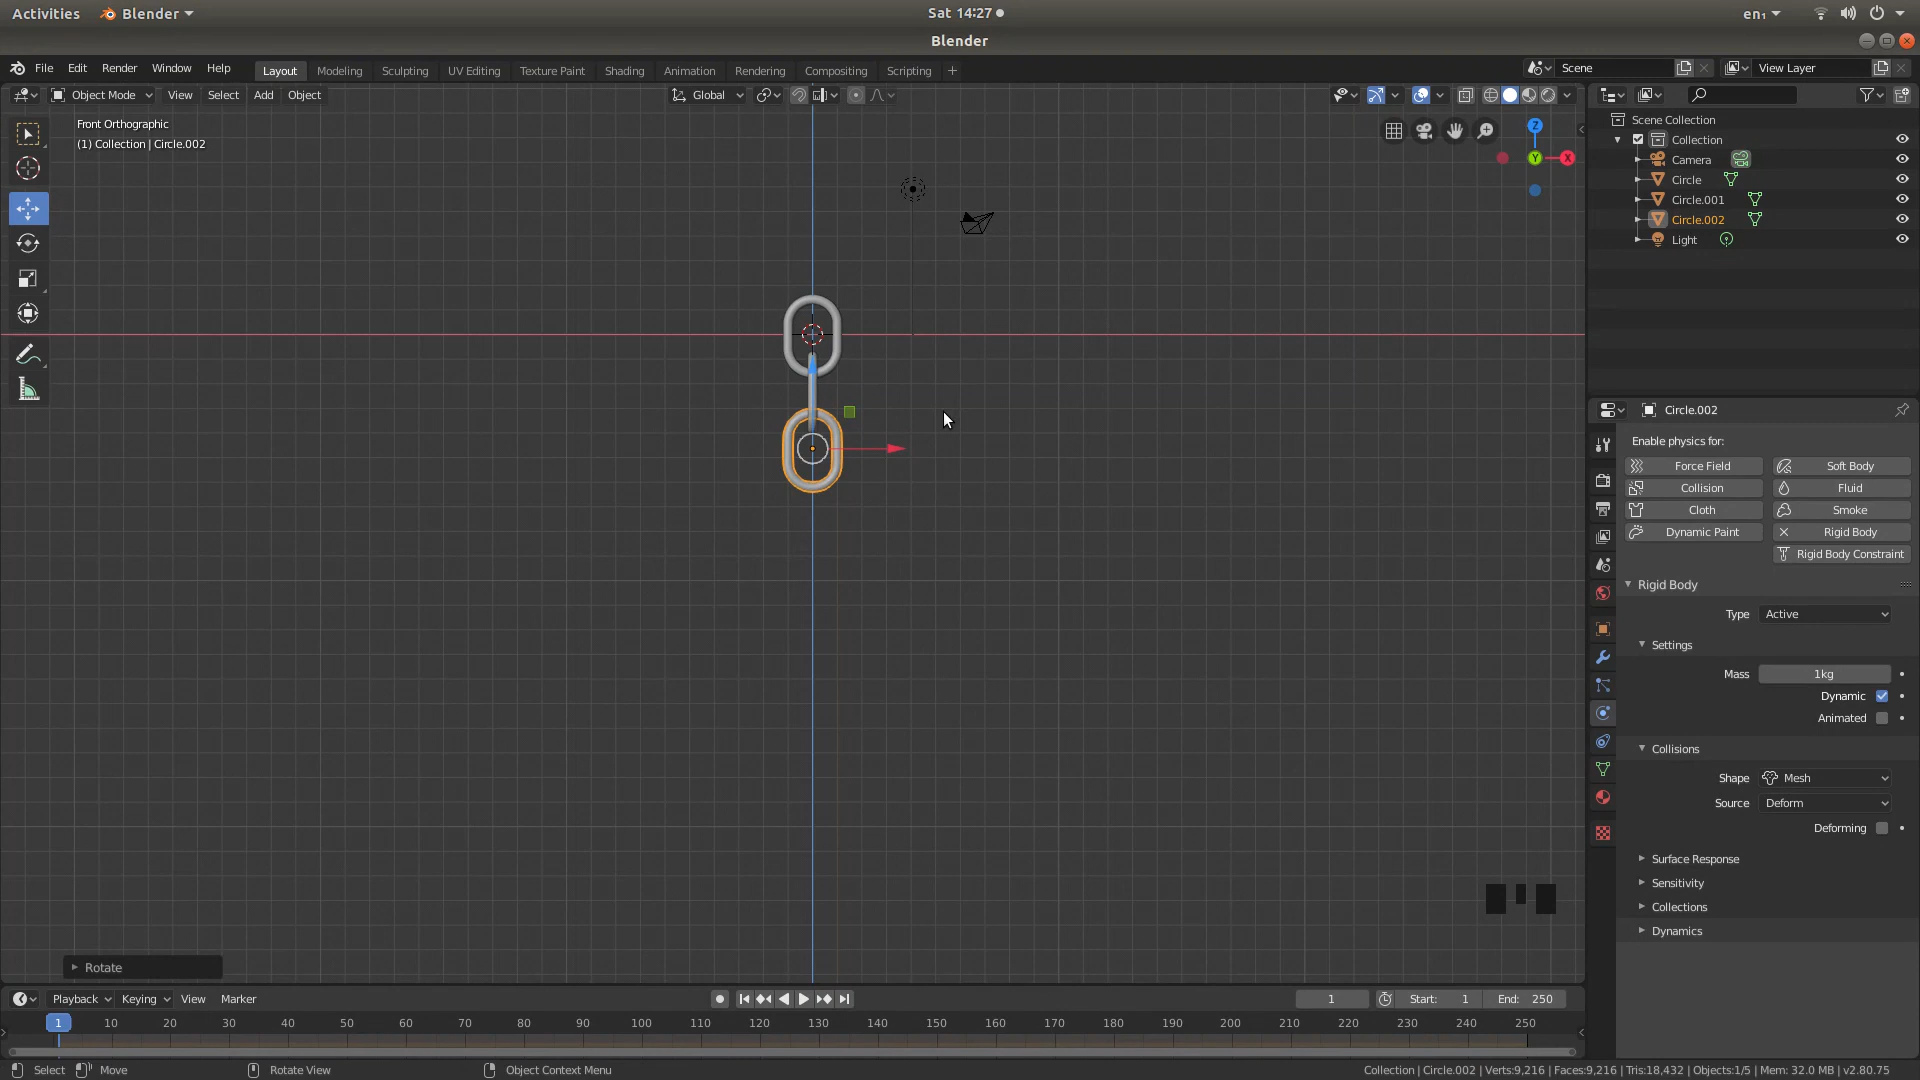 Activities Blender Sat 14:27 en₁
Blender
File Edit Render Window Help Layout Modeling Sculpting UV Editing Texture Paint Shading Animation Rendering Compositing Scripting + Scene View Layer
Object Mode View Select Add Object Global
Front Orthographic
(1) Collection | Circle.002
Z
Y X
Scene Collection
Collection
Camera
Circle
Circle.001
Circle.002
Light
Circle.002
Enable physics for:
Force Field Soft Body
Collision Fluid
Cloth Smoke
Dynamic Paint Rigid Body
Rigid Body Constraint
Rigid Body
Type Active
Settings
Mass 1kg
Dynamic
Animated
Collisions
Shape Mesh
Source Deform
Deforming
Surface Response
Sensitivity
Collections
Dynamics
Rotate
Playback Keying View Marker 1 Start: 1 End: 250
1 10 20 30 40 50 60 70 80 90 100 110 120 130 140 150 160 170 180 190 200 210 220 230 240 250
Select Move Rotate View Object Context Menu Collection | Circle.002 | Verts:9,216 | Faces:9,216 | Tris:18,432 | Objects:1/5 | Mem: 32.0 MB | v2.80.75